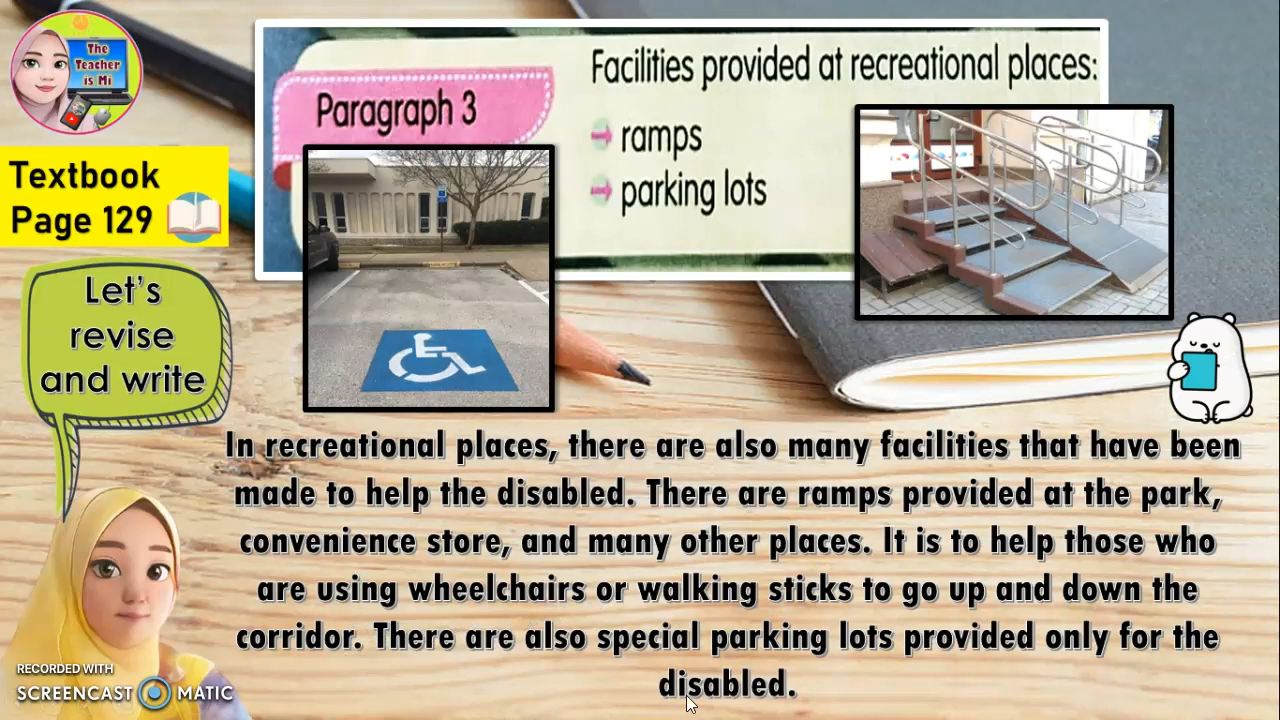 The
Teacher
is Mi
Textbook
Page 129
Paragraph 3
Facilities provided at recreational places:
ramps
parking lots
Let's
revise
and write
In recreational places, there are also many facilities that have been
made to help the disabled. There are ramps provided at the park,
convenience store, and many other places. It is to help those who
are using wheelchairs or walking sticks to go up and down the
corridor. There are also special parking lots provided only for the
disabled.
RECORDED WITH
SCREENCAST MATIC